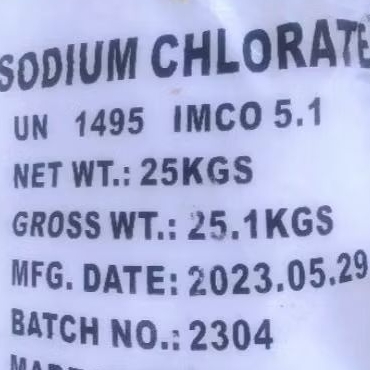 SODIUM CHLORATE
UN 1495 IMCO 5.1
NET WT.: 25KGS
GROSS WT.: 25.1KGS
MFG. DATE: 2023.05.29
BATCH NO.: 2304